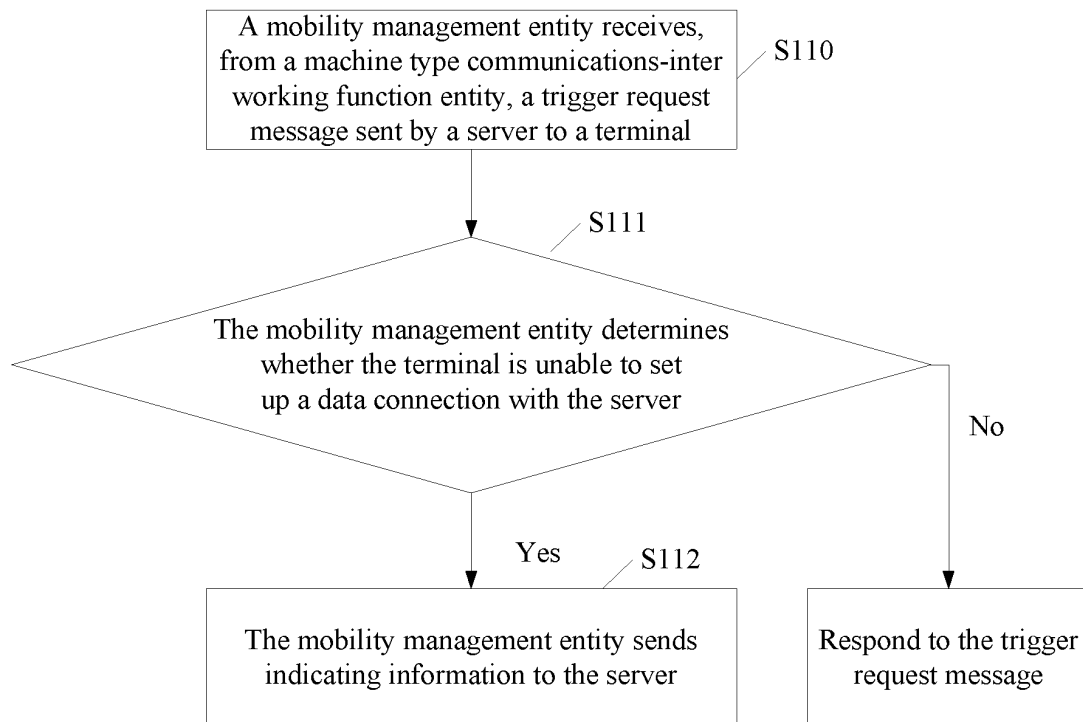 A mobility management entity receives,
from a machine type communications-inter
working function entity, a trigger request
message sent by a server to a terminal
S110
S111
The mobility management entity determines
whether the terminal is unable to set
up a data connection with the server
No
Yes
S112
The mobility management entity sends
indicating information to the server
Respond to the trigger
request message